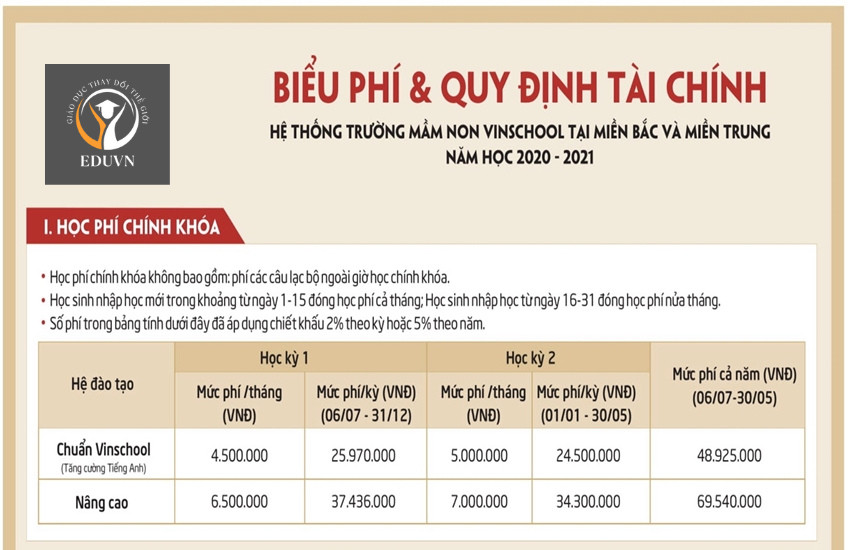 GIÁO DỤC THAY ĐỔI THẾ GIỚI
EDUVN
BIỂU PHÍ & QUY ĐỊNH TÀI CHÍNH
HỆ THỐNG TRƯỜNG MẦM NON VINSCHOOL TẠI MIỀN BẮC VÀ MIỀN TRUNG
NĂM HỌC 2020 - 2021
I. HỌC PHÍ CHÍNH KHÓA
• Học phí chính khóa không bao gồm: phí các câu lạc bộ ngoài giờ học chính khóa.
• Học sinh nhập học mới trong khoảng từ ngày 1-15 đóng học phí cả tháng; Học sinh nhập học từ ngày 16-31 đóng học phí nửa tháng.
• Số phí trong bảng tính dưới đây đã áp dụng chiết khấu 2% theo kỳ hoặc 5% theo năm.
Hệ đào tạo
Học kỳ 1
Học kỳ 2
Mức phí cả năm (VNĐ)
(06/07-30/05)
Mức phí /tháng
(VNĐ)
Mức phí/kỳ (VNĐ)
(06/07 - 31/12)
Mức phí /tháng
(VNĐ)
Mức phí/kỳ (VNĐ)
(01/01 - 30/05)
Chuẩn Vinschool
(Tăng cường Tiếng Anh)
4.500.000 25.970.000 5.000.000 24.500.000 48.925.000
Nâng cao 6.500.000 37.436.000 7.000.000 34.300.000 69.540.000